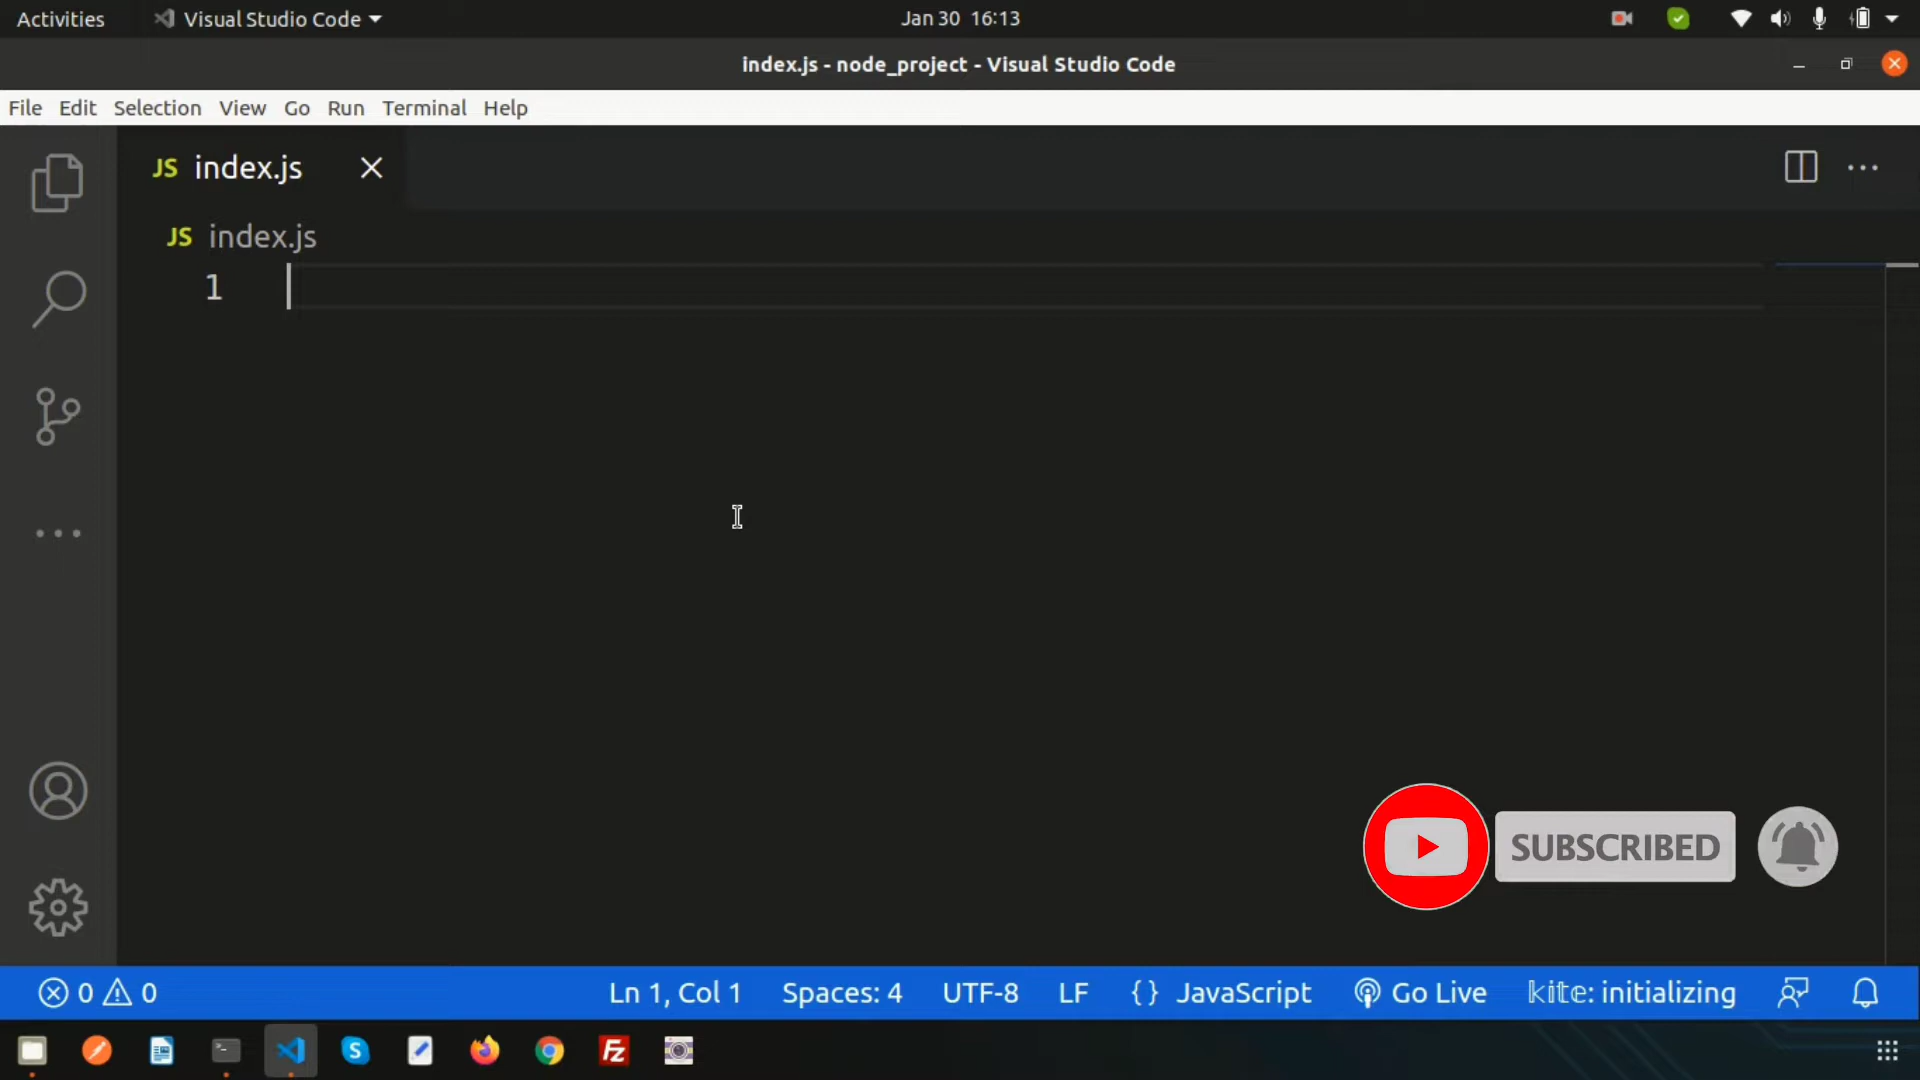 Activities Visual Studio Code Jan 30 16:13
index.js - node_project - Visual Studio Code
File Edit Selection View Go Run Terminal Help
JS index.js
JS index.js
1
SUBSCRIBED
0 0 Ln 1, Col 1 Spaces: 4 UTF-8 LF {} JavaScript Go Live kite: initializing